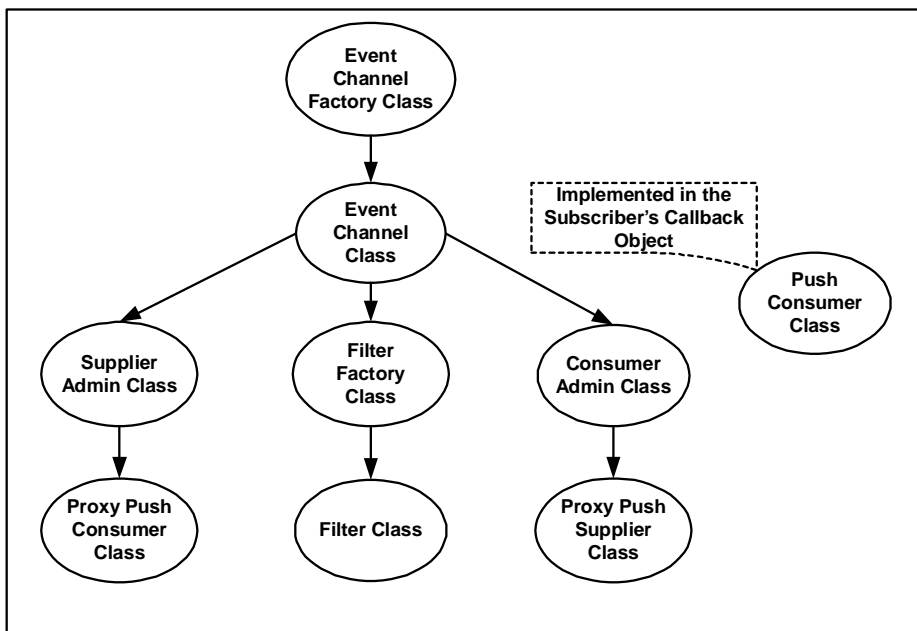 Event
Channel
Factory Class
Event
Channel
Class
Implemented in the
Subscriber's Callback
Object
Push
Consumer
Class
Supplier
Admin Class
Filter
Factory
Class
Consumer
Admin Class
Proxy Push
Consumer
Class
Filter Class
Proxy Push
Supplier
Class